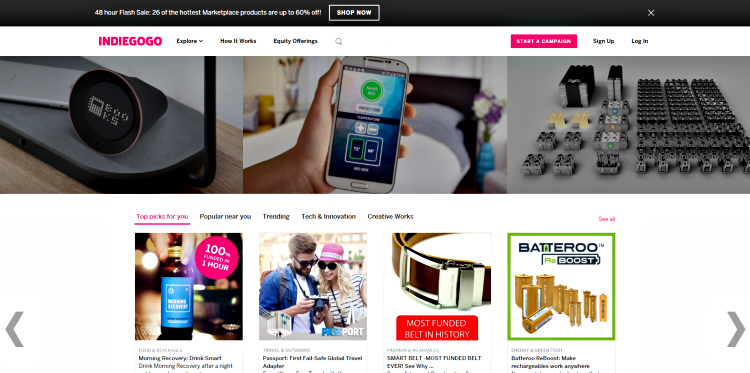 48 hour Flash Sale: 26 of the hottest Marketplace products are up to 60% off! SHOP NOW
INDIEGOGO Explore How It Works Equity Offerings START A CAMPAIGN Sign Up Log In
Top picks for you Popular near you Trending Tech & Innovation Creative Works See all
100%
FUNDED IN
1 HOUR
MORNING
RECOVERY
MOST FUNDED
BELT IN HISTORY
BATTEROO™
ReBOOST
FOOD & BEVERAGES
Morning Recovery: Drink Smart
Drink Morning Recovery after a night
TRAVEL & OUTDOORS
Passport: First Fail-Safe Global Travel
Adapter
FASHION & WEARABLES
SMART BELT -MOST FUNDED BELT
EVER! See Why ...
ENERGY & GREEN TECH
Batteroo ReBoost: Make
rechargeables work anywhere